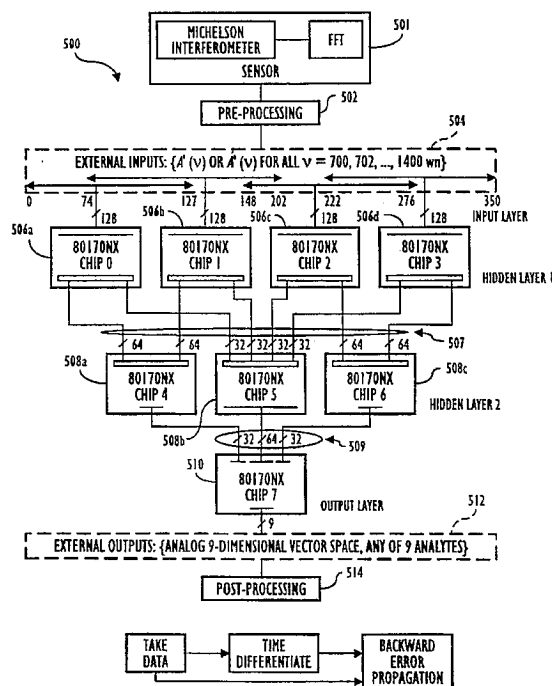 500
MICHELSON
INTERFEROMETER
FFT
SENSOR
501
PRE-PROCESSING
502
504
EXTERNAL INPUTS: {A'(ν) OR A"(ν) FOR ALL ν = 700, 702, ..., 1400 wn}
0 74 127 148 202 222 276 350
128 128 128 128
INPUT LAYER
506a 506b 506c 506d
80170NX
CHIP 0
80170NX
CHIP 1
80170NX
CHIP 2
80170NX
CHIP 3
HIDDEN LAYER 1
507
64 64 32 32 32 32 64 64
508a
80170NX
CHIP 4
80170NX
CHIP 5
80170NX
CHIP 6
508c
508b
HIDDEN LAYER 2
32 64 32
509
510
80170NX
CHIP 7
OUTPUT LAYER
9
512
EXTERNAL OUTPUTS: {ANALOG 9-DIMENSIONAL VECTOR SPACE, ANY OF 9 ANALYTES}
POST-PROCESSING
514
TAKE
DATA
TIME
DIFFERENTIATE
BACKWARD
ERROR
PROPAGATION